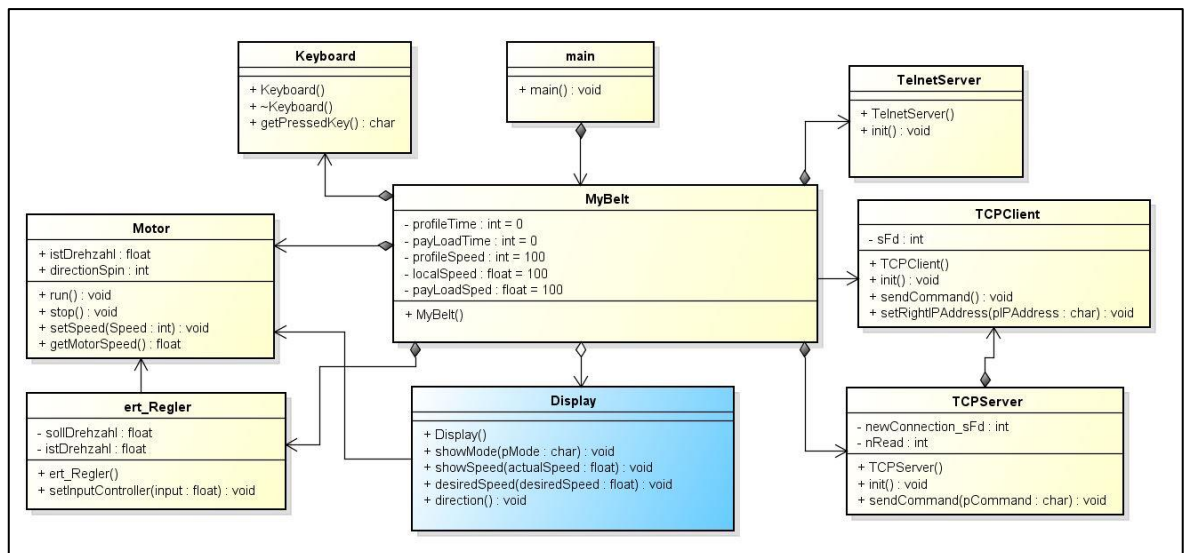 Keyboard
+ Keyboard()
+ ~Keyboard()
+ getPressedKey() : char
main
+ main() : void
TelnetServer
+ TelnetServer()
+ init() : void
MyBelt
- profileTime : int = 0
- payLoadTime : int = 0
- profileSpeed : int = 100
- localSpeed : float = 100
- payLoadSped : float = 100
+ MyBelt()
TCPClient
- sFd : int
+ TCPClient()
+ init() : void
+ sendCommand() : void
+ setRightIPAddress(pIPAddress : char) : void
Motor
+ istDrehzahl : float
+ directionSpin : int
+ run() : void
+ stop() : void
+ setSpeed(Speed : int) : void
+ getMotorSpeed() : float
ert_Regler
- sollDrehzahl : float
- istDrehzahl : float
+ ert_Regler()
+ setInputController(input : float) : void
Display
+ Display()
+ showMode(pMode : char) : void
+ showSpeed(actualSpeed : float) : void
+ desiredSpeed(desiredSpeed : float) : void
+ direction() : void
TCPServer
- newConnection_sFd : int
- nRead : int
+ TCPServer()
+ init() : void
+ sendCommand(pCommand : char) : void